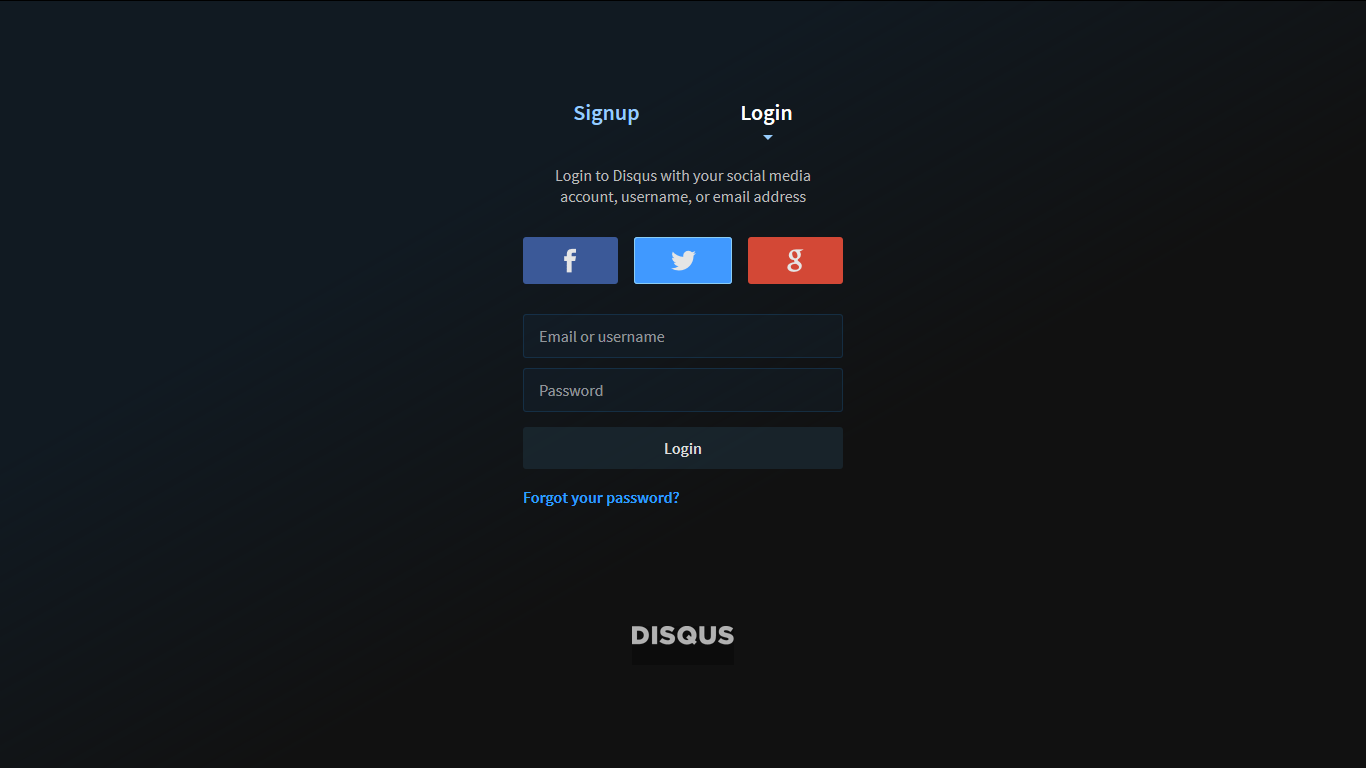 Signup Login
Login to Disqus with your social media
account, username, or email address
Email or username
Password
Login
Forgot your password?
DISQUS